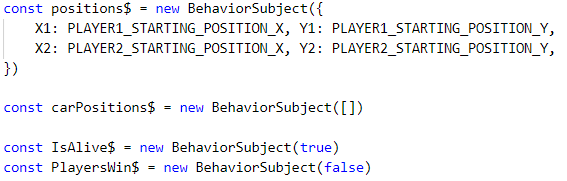 const positions$ = new BehaviorSubject({
    X1: PLAYER1_STARTING_POSITION_X, Y1: PLAYER1_STARTING_POSITION_Y,
    X2: PLAYER2_STARTING_POSITION_X, Y2: PLAYER2_STARTING_POSITION_Y,
})

const carPositions$ = new BehaviorSubject([])

const IsAlive$ = new BehaviorSubject(true)
const PlayersWin$ = new BehaviorSubject(false)